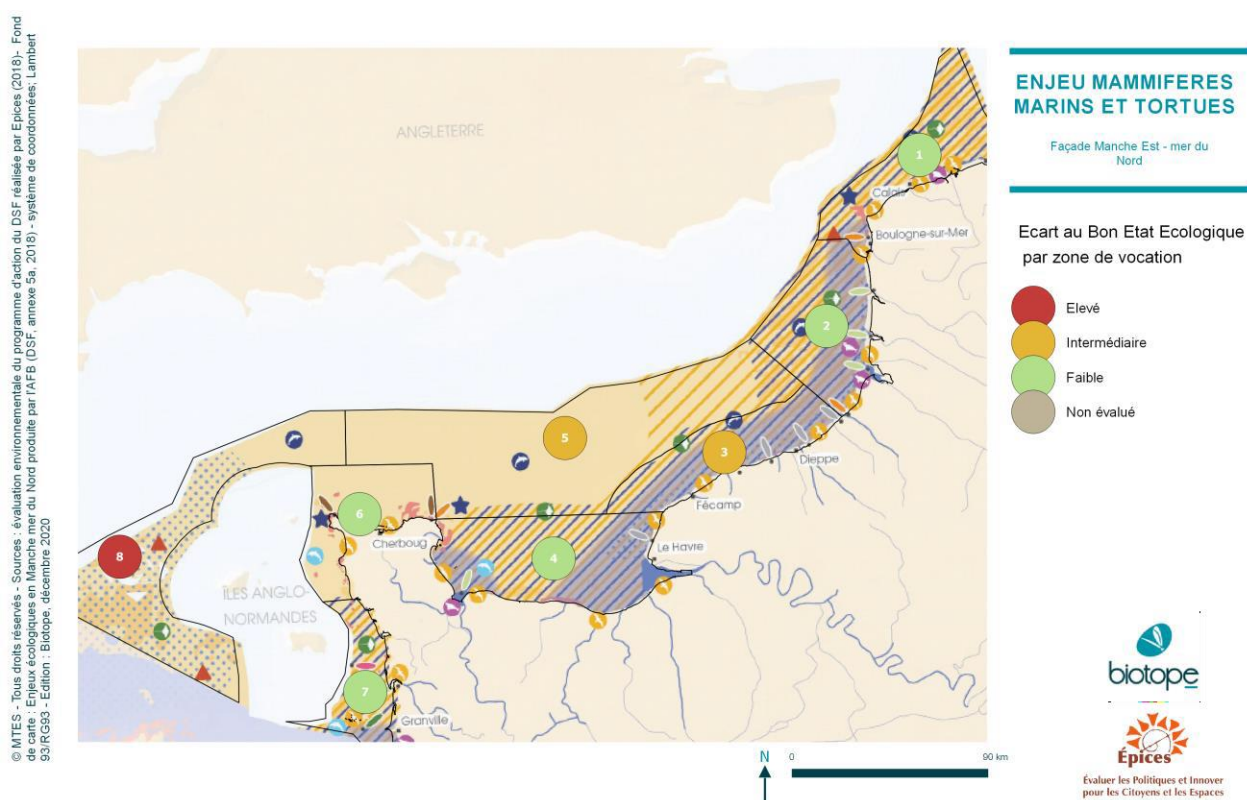 © MTES - Tous droits réservés - Sources : évaluation environnementale du programme d'action du DSF réalisée par Epices (2018)- Fond
de carte : Enjeux écologiques en Manche mer du Nord produite par l'AFB (DSF, annexe 5a, 2018) - système de coordonnées; Lambert
93/RG93 - Edition : Biotope, décembre 2020
ANGLETERRE
1
Calais
Boulogne-sur-Mer
2
5
3
Dieppe
Fécamp
6
Cherboug
4
Le Havre
8
ÎLES ANGLO-
NORMANDES
7
Granville
N
0
90 km
ENJEU MAMMIFERES
MARINS ET TORTUES
Façade Manche Est - mer du
Nord
Ecart au Bon Etat Ecologique
par zone de vocation
Elevé
Intermédiaire
Faible
Non évalué
biotope
Épices
Évaluer les Politiques et Innover
pour les Citoyens et les Espaces